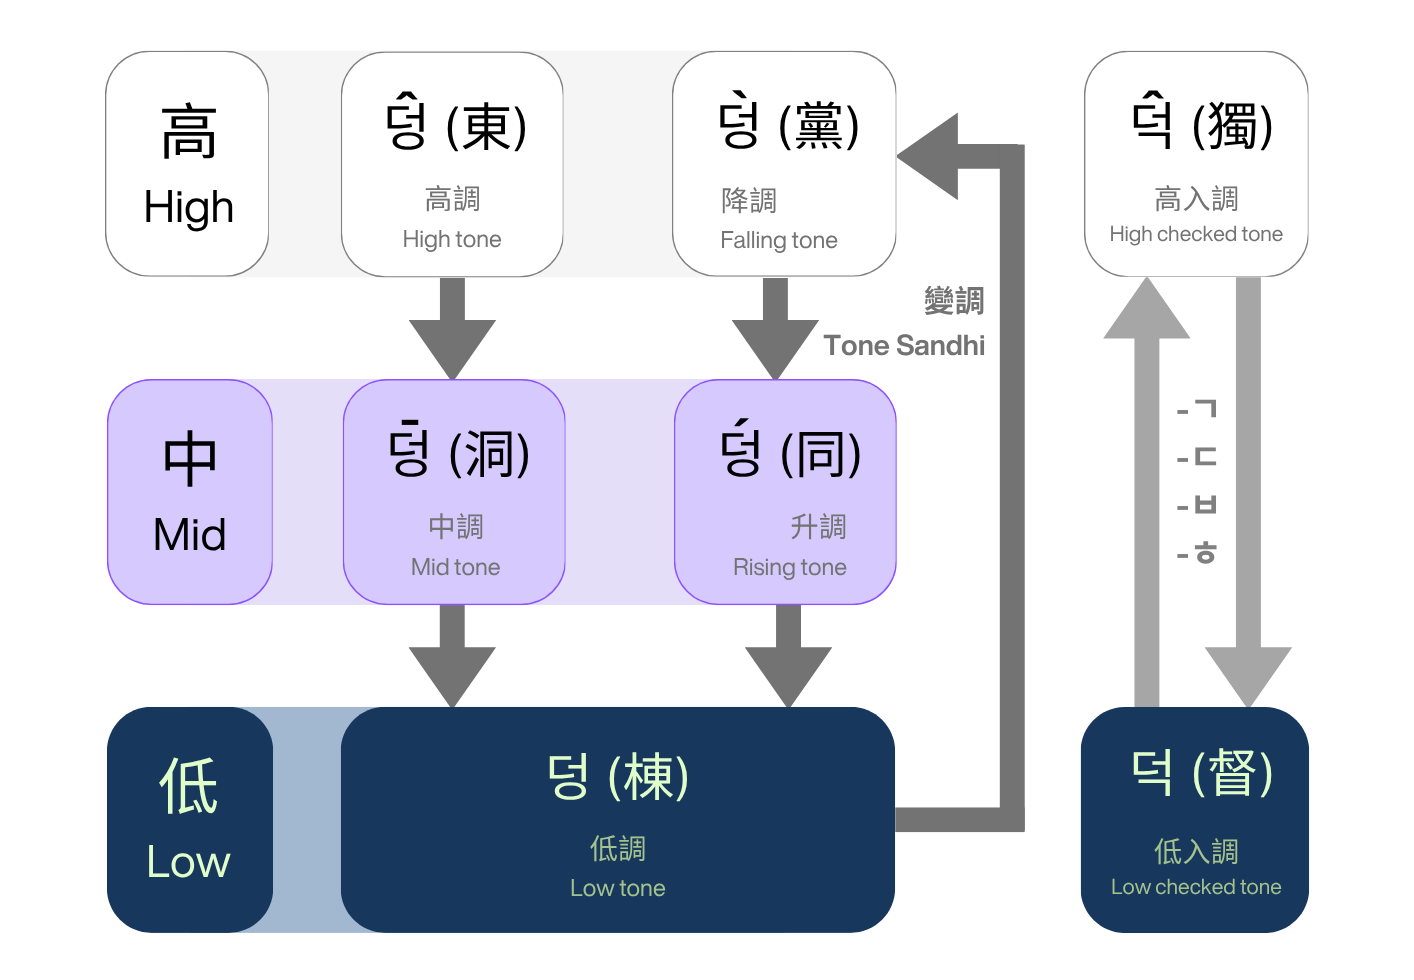 高
High
덩̂ (東)
高調
High tone
덩̀ (黨)
降調
Falling tone
덕̂ (獨)
高入調
High checked tone
變調
Tone Sandhi
中
Mid
덩̄ (洞)
中調
Mid tone
덩́ (同)
升調
Rising tone
-ㄱ
-ㄷ
-ㅂ
-ㅎ
低
Low
덩 (棟)
低調
Low tone
덕 (督)
低入調
Low checked tone